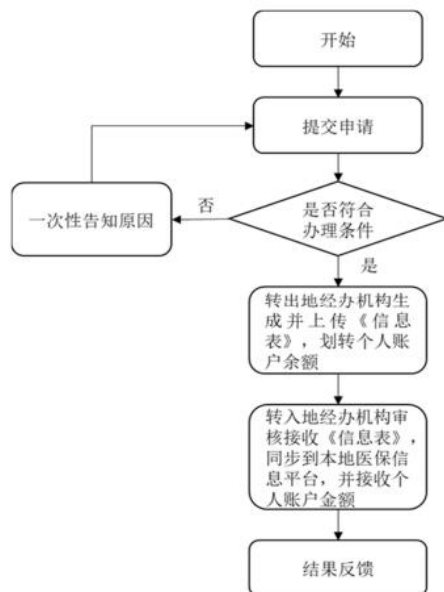 开始
提交申请
是否符合
办理条件
否
一次性告知原因
是
转出地经办机构生
成并上传《信息
表》，划转个人账
户余额
转入地经办机构审
核接收《信息表》，
同步到本地医保信
息平台，并接收个
人账户金额
结果反馈